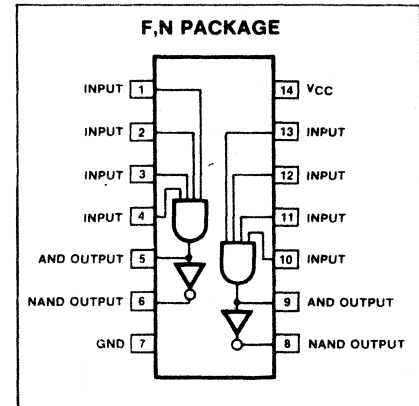 F,N PACKAGE
INPUT 1
INPUT 2
INPUT 3
INPUT 4
AND OUTPUT 5
NAND OUTPUT 6
GND 7
14 VCC
13 INPUT
12 INPUT
11 INPUT
10 INPUT
9 AND OUTPUT
8 NAND OUTPUT